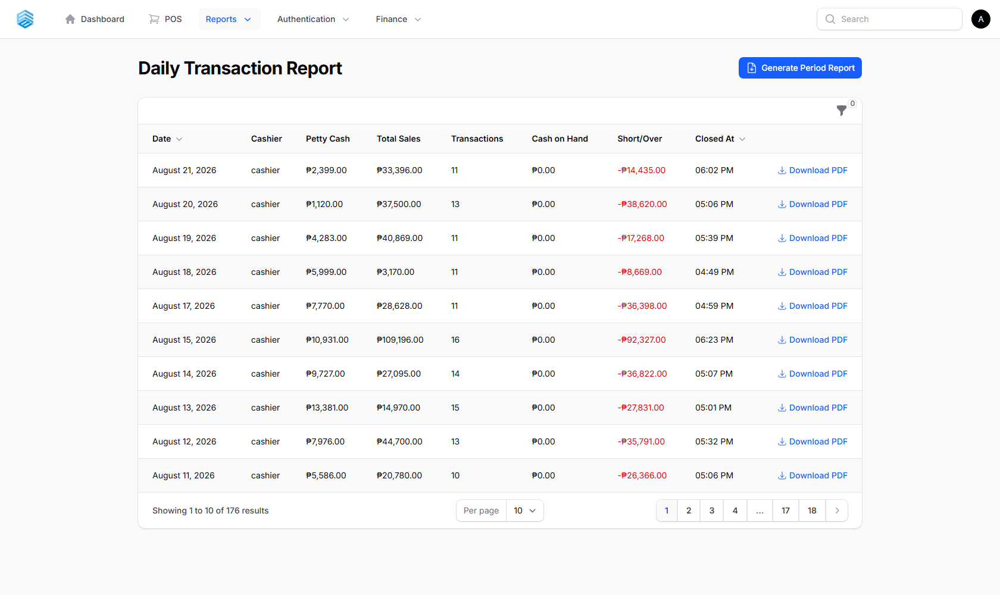 Dashboard POS Reports Authentication Finance Search A
Daily Transaction Report Generate Period Report
0
Date Cashier Petty Cash Total Sales Transactions Cash on Hand Short/Over Closed At
August 21, 2026 cashier ₱2,399.00 ₱33,396.00 11 ₱0.00 -₱14,435.00 06:02 PM Download PDF
August 20, 2026 cashier ₱1,120.00 ₱37,500.00 13 ₱0.00 -₱38,620.00 05:06 PM Download PDF
August 19, 2026 cashier ₱4,283.00 ₱40,869.00 11 ₱0.00 -₱17,268.00 05:39 PM Download PDF
August 18, 2026 cashier ₱5,999.00 ₱3,170.00 11 ₱0.00 -₱8,669.00 04:49 PM Download PDF
August 17, 2026 cashier ₱7,770.00 ₱28,628.00 11 ₱0.00 -₱36,398.00 04:59 PM Download PDF
August 15, 2026 cashier ₱10,931.00 ₱109,196.00 16 ₱0.00 -₱92,327.00 06:23 PM Download PDF
August 14, 2026 cashier ₱9,727.00 ₱27,095.00 14 ₱0.00 -₱36,822.00 05:07 PM Download PDF
August 13, 2026 cashier ₱13,381.00 ₱14,970.00 15 ₱0.00 -₱27,831.00 05:01 PM Download PDF
August 12, 2026 cashier ₱7,976.00 ₱44,700.00 13 ₱0.00 -₱35,791.00 05:32 PM Download PDF
August 11, 2026 cashier ₱5,586.00 ₱20,780.00 10 ₱0.00 -₱26,366.00 05:06 PM Download PDF
Showing 1 to 10 of 176 results Per page 10 1 2 3 4 ... 17 18